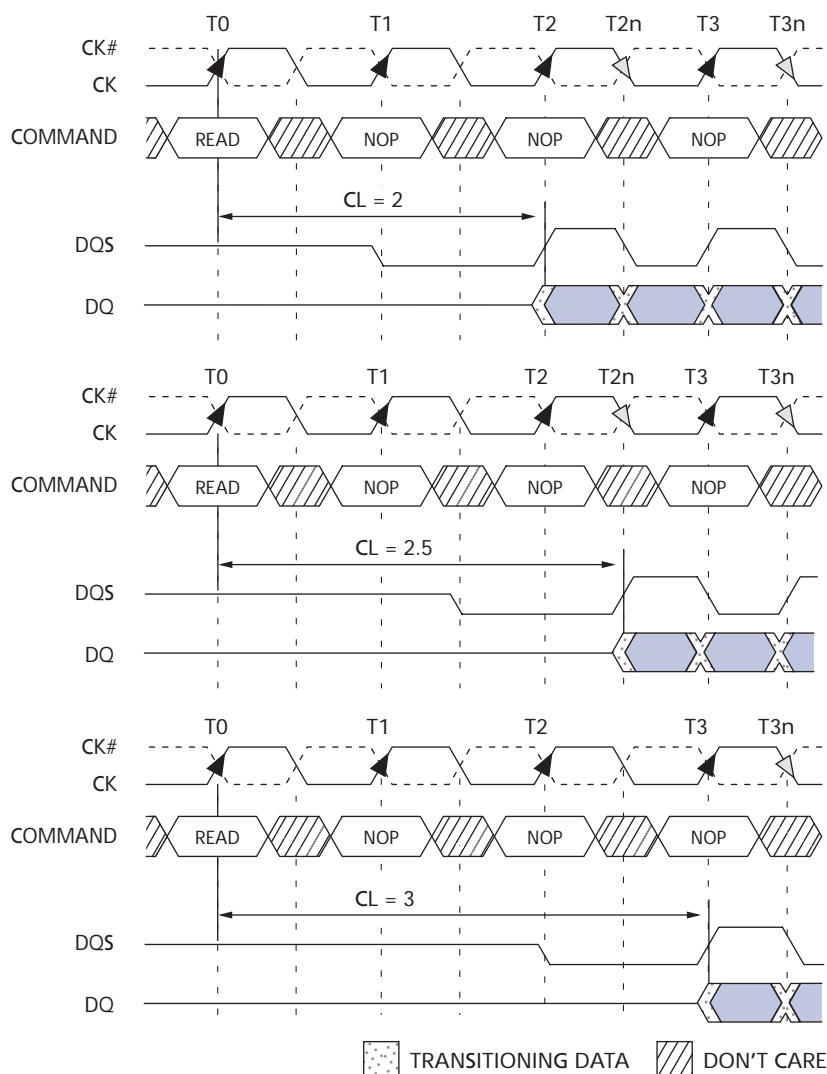 T0 T1 T2 T2n T3 T3n
CK#
CK
COMMAND READ NOP NOP NOP
CL = 2
DQS
DQ
T0 T1 T2 T2n T3 T3n
CK#
CK
COMMAND READ NOP NOP NOP
CL = 2.5
DQS
DQ
T0 T1 T2 T3 T3n
CK#
CK
COMMAND READ NOP NOP NOP
CL = 3
DQS
DQ
TRANSITIONING DATA DON'T CARE